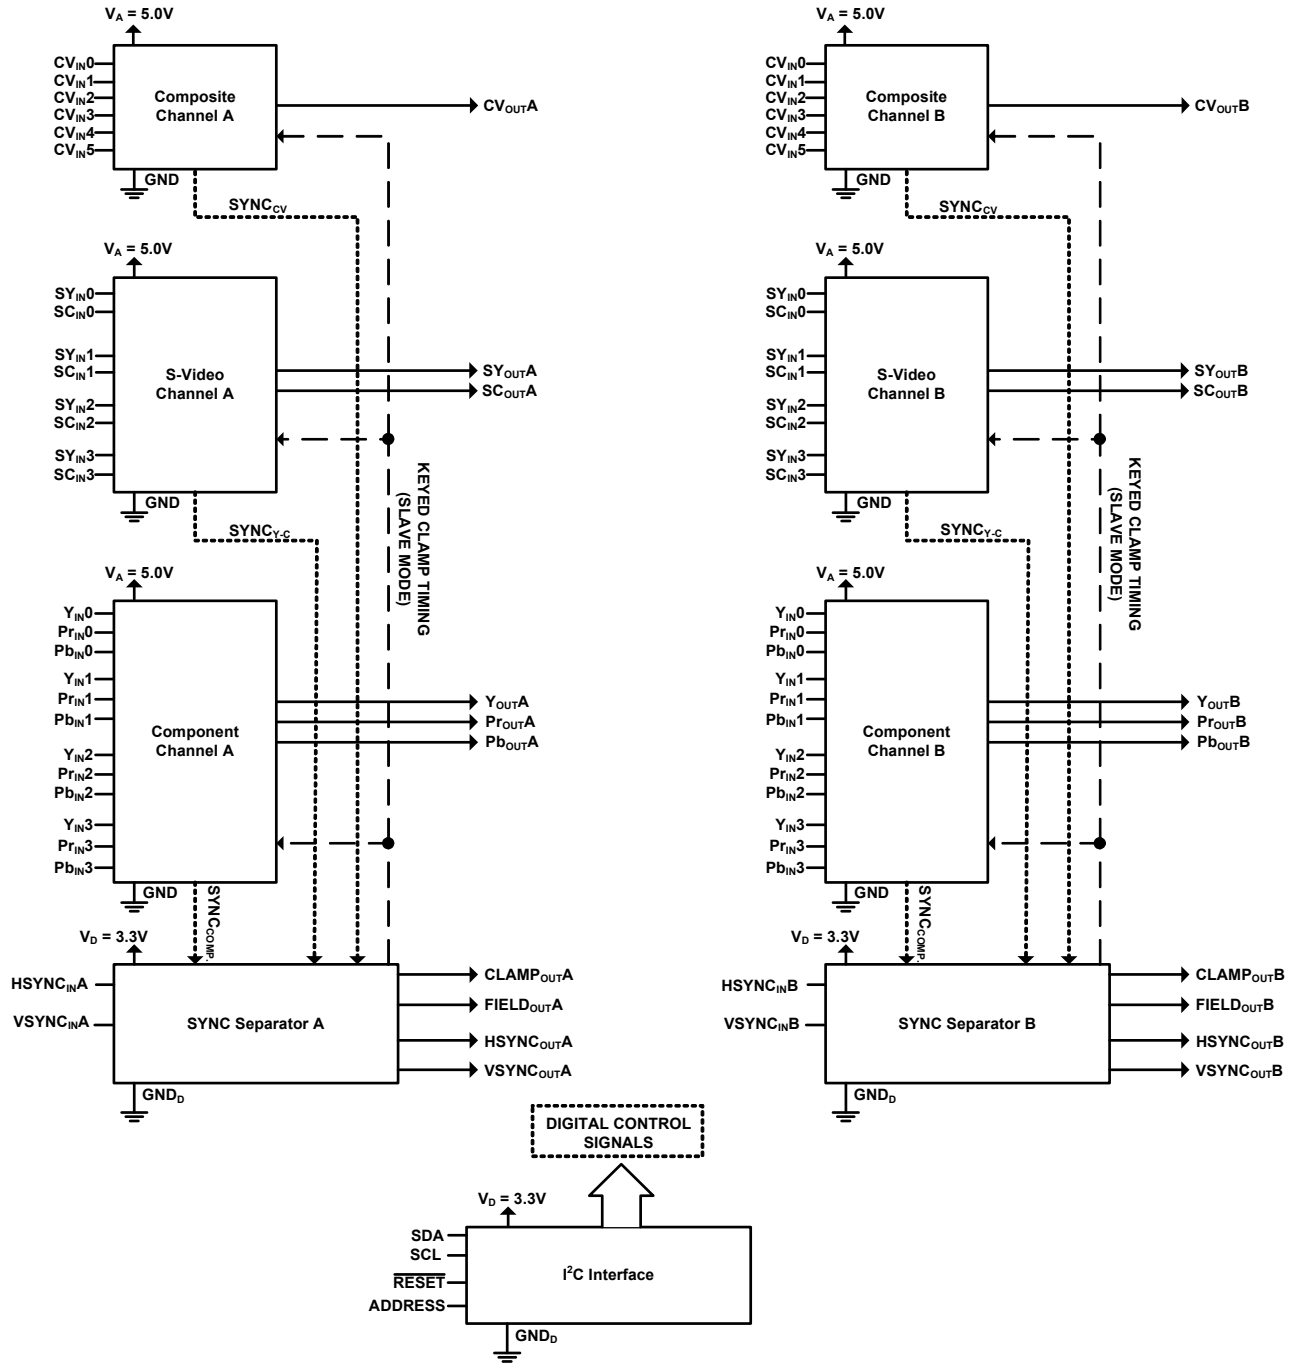 V_A = 5.0V
CV_IN0
CV_IN1
CV_IN2
CV_IN3
CV_IN4
CV_IN5
Composite
Channel A
CV_OUTA
GND
SYNC_CV
V_A = 5.0V
SY_IN0
SC_IN0
SY_IN1
SC_IN1
SY_IN2
SC_IN2
SY_IN3
SC_IN3
S-Video
Channel A
SY_OUTA
SC_OUTA
GND
SYNC_Y-C
KEYED CLAMP TIMING
(SLAVE MODE)
V_A = 5.0V
Y_IN0
Pr_IN0
Pb_IN0
Y_IN1
Pr_IN1
Pb_IN1
Y_IN2
Pr_IN2
Pb_IN2
Y_IN3
Pr_IN3
Pb_IN3
Component
Channel A
Y_OUTA
Pr_OUTA
Pb_OUTA
GND
SYNC_COMP.
V_D = 3.3V
HSYNC_INA
VSYNC_INA
SYNC Separator A
CLAMP_OUTA
FIELD_OUTA
HSYNC_OUTA
VSYNC_OUTA
GND_D
V_A = 5.0V
CV_IN0
CV_IN1
CV_IN2
CV_IN3
CV_IN4
CV_IN5
Composite
Channel B
CV_OUTB
GND
SYNC_CV
V_A = 5.0V
SY_IN0
SC_IN0
SY_IN1
SC_IN1
SY_IN2
SC_IN2
SY_IN3
SC_IN3
S-Video
Channel B
SY_OUTB
SC_OUTB
GND
SYNC_Y-C
KEYED CLAMP TIMING
(SLAVE MODE)
V_A = 5.0V
Y_IN0
Pr_IN0
Pb_IN0
Y_IN1
Pr_IN1
Pb_IN1
Y_IN2
Pr_IN2
Pb_IN2
Y_IN3
Pr_IN3
Pb_IN3
Component
Channel B
Y_OUTB
Pr_OUTB
Pb_OUTB
GND
SYNC_COMP.
V_D = 3.3V
HSYNC_INB
VSYNC_INB
SYNC Separator B
CLAMP_OUTB
FIELD_OUTB
HSYNC_OUTB
VSYNC_OUTB
GND_D
DIGITAL CONTROL
SIGNALS
V_D = 3.3V
SDA
SCL
RESET
ADDRESS
I²C Interface
GND_D